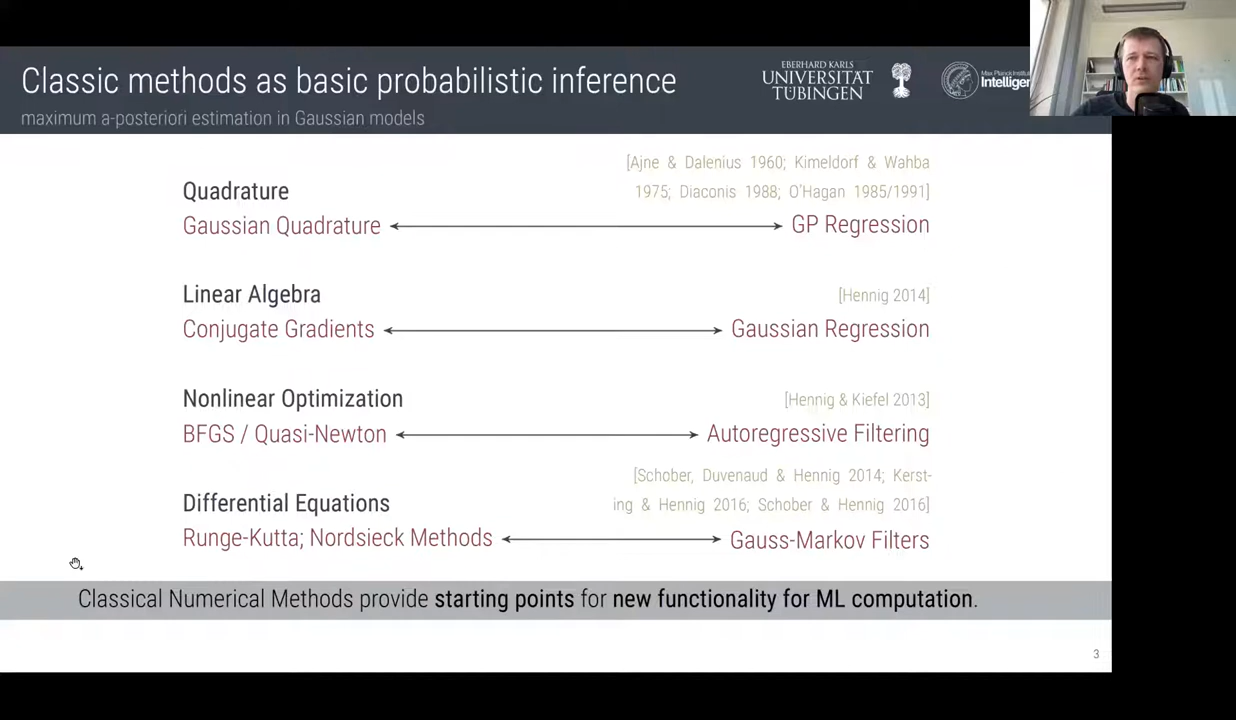 Classic methods as basic probabilistic inference
maximum a-posteriori estimation in Gaussian models
EBERHARD KARLS
UNIVERSITÄT
TÜBINGEN
Max Planck Institut
Intelligen
[Ajne & Dalenius 1960; Kimeldorf & Wahba
1975; Diaconis 1988; O'Hagan 1985/1991]
Quadrature
Gaussian Quadrature
GP Regression
Linear Algebra
[Hennig 2014]
Conjugate Gradients
Gaussian Regression
Nonlinear Optimization
[Hennig & Kiefel 2013]
BFGS / Quasi-Newton
Autoregressive Filtering
[Schober, Duvenaud & Hennig 2014; Kerst-
ing & Hennig 2016; Schober & Hennig 2016]
Differential Equations
Runge-Kutta; Nordsieck Methods
Gauss-Markov Filters
Classical Numerical Methods provide starting points for new functionality for ML computation.
3